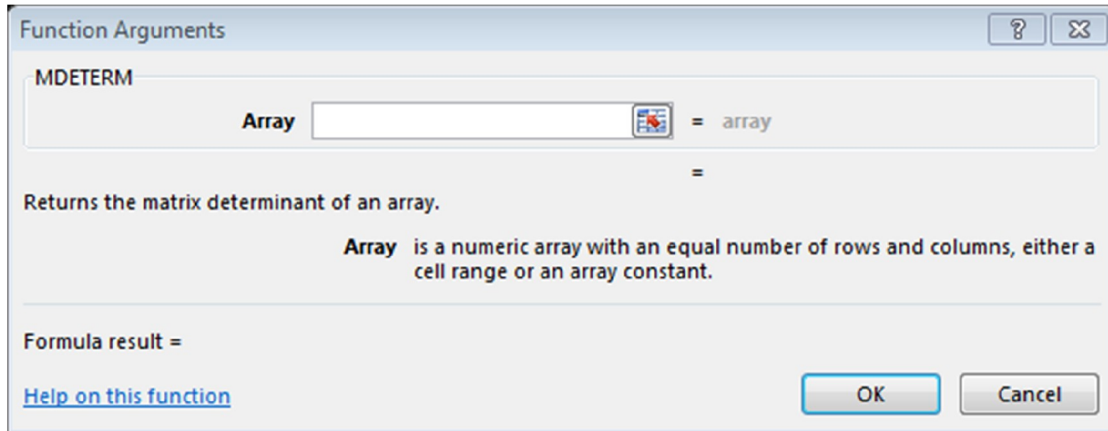 Function Arguments
MDETERM
Array = array
=
Returns the matrix determinant of an array.
Array is a numeric array with an equal number of rows and columns, either a
cell range or an array constant.
Formula result =
Help on this function
OK Cancel